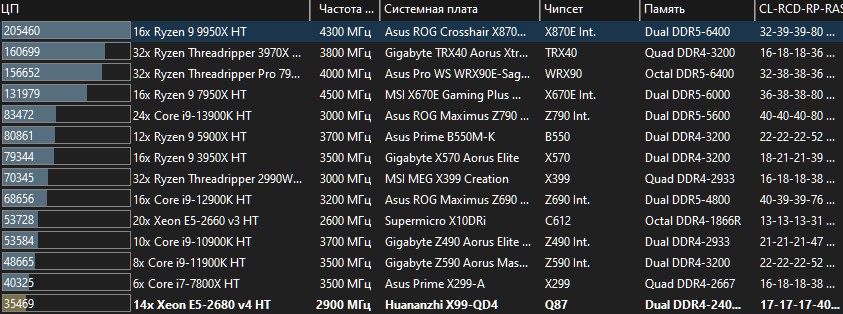 ЦП Частота ... Системная плата Чипсет Память CL-RCD-RP-RAS
205460 16x Ryzen 9 9950X HT 4300 МГц Asus ROG Crosshair X870... X870E Int. Dual DDR5-6400 32-39-39-80 ...
160699 32x Ryzen Threadripper 3970X ... 3800 МГц Gigabyte TRX40 Aorus Xtr... TRX40 Quad DDR4-3200 16-18-18-36 ...
156652 32x Ryzen Threadripper Pro 79... 4000 МГц Asus Pro WS WRX90E-Sag... WRX90 Octal DDR5-6400 32-38-38-36 ...
131979 16x Ryzen 9 7950X HT 4500 МГц MSI X670E Gaming Plus ... X670E Int. Dual DDR5-6000 36-38-38-80 ...
83472 24x Core i9-13900K HT 3000 МГц Asus ROG Maximus Z790 ... Z790 Int. Dual DDR5-5600 40-40-40-80 ...
80861 12x Ryzen 9 5900X HT 3700 МГц Asus Prime B550M-K B550 Dual DDR4-3200 22-22-22-52 ...
79344 16x Ryzen 9 3950X HT 3500 МГц Gigabyte X570 Aorus Elite X570 Dual DDR4-3200 18-21-21-39 ...
70345 32x Ryzen Threadripper 2990W... 3000 МГц MSI MEG X399 Creation X399 Quad DDR4-2933 16-18-18-38 ...
68656 16x Core i9-12900K HT 3200 МГц Asus ROG Maximus Z690 ... Z690 Int. Dual DDR5-4800 40-39-39-76 ...
53728 20x Xeon E5-2660 v3 HT 2600 МГц Supermicro X10DRi C612 Octal DDR4-1866R 13-13-13-31 ...
53584 10x Core i9-10900K HT 3700 МГц Gigabyte Z490 Aorus Elite ... Z490 Int. Dual DDR4-2933 21-21-21-47 ...
48665 8x Core i9-11900K HT 3500 МГц Gigabyte Z590 Aorus Mas... Z590 Int. Dual DDR4-3200 22-22-22-52 ...
40325 6x Core i7-7800X HT 3500 МГц Asus Prime X299-A X299 Quad DDR4-2667 16-18-18-38 ...
35469 14x Xeon E5-2680 v4 HT 2900 МГц Huananzhi X99-QD4 Q87 Dual DDR4-240... 17-17-17-40...